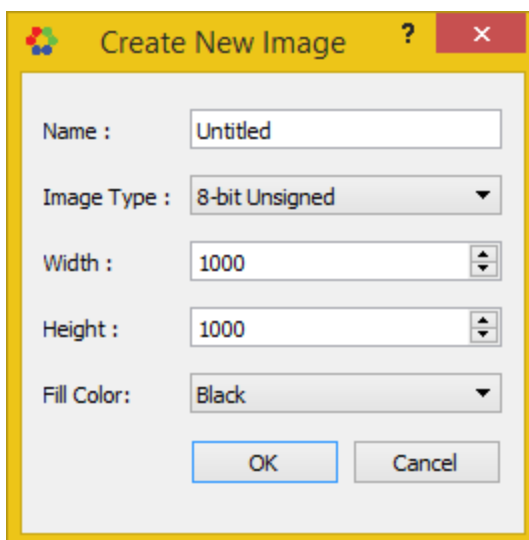 Create New Image ?
Name : Untitled
Image Type : 8-bit Unsigned
Width : 1000
Height : 1000
Fill Color: Black
OK Cancel